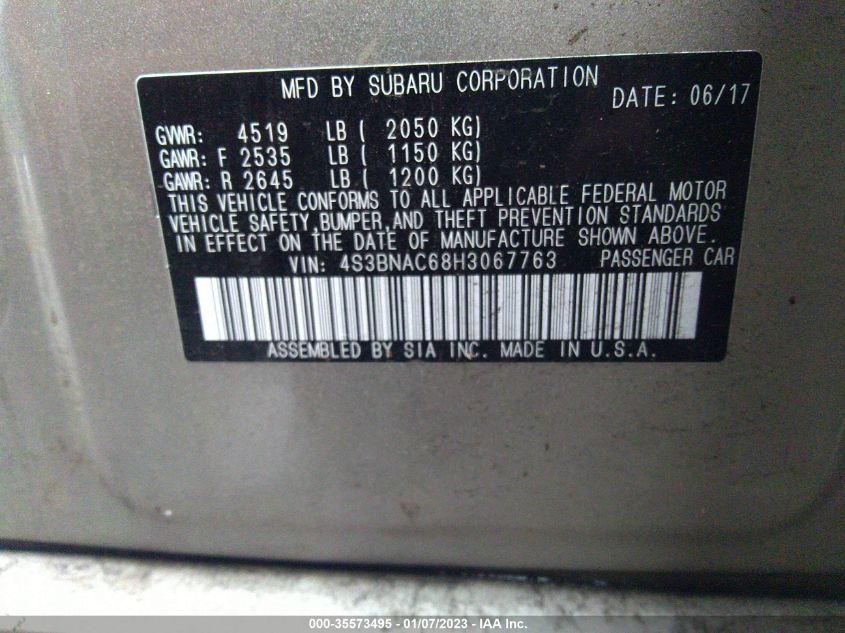 MFD BY SUBARU CORPORATION
DATE: 06/17
GVWR: 4519 LB ( 2050 KG)
GAWR: F 2535 LB ( 1150 KG)
GAWR: R 2645 LB ( 1200 KG)
THIS VEHICLE CONFORMS TO ALL APPLICABLE FEDERAL MOTOR
VEHICLE SAFETY,BUMPER,AND THEFT PREVENTION STANDARDS
IN EFFECT ON THE DATE OF MANUFACTURE SHOWN ABOVE.
VIN: 4S3BNAC68H3067763 PASSENGER CAR
ASSEMBLED BY SIA INC. MADE IN U.S.A.
000-35573495 - 01/07/2023 - IAA Inc.